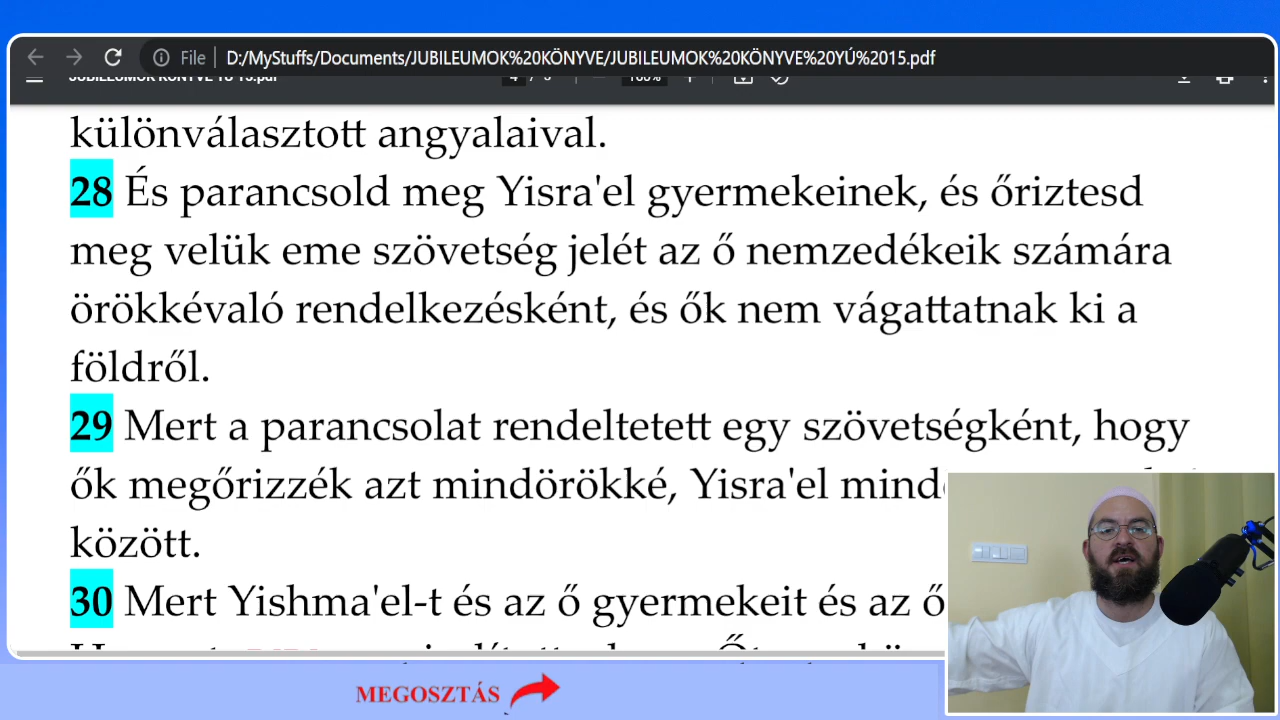 File D:/MyStuffs/Documents/JUBILEUMOK%20KÖNYVE/JUBILEUMOK%20KÖNYVE%20YÚ%2015.pdf
különválasztott angyalaival.
28 És parancsold meg Yisra'el gyermekeinek, és őriztesd
meg velük eme szövetség jelét az ő nemzedékeik számára
örökkévaló rendelkezésként, és ők nem vágattatnak ki a
földről.
29 Mert a parancsolat rendeltetett egy szövetségként, hogy
ők megőrizzék azt mindörökké, Yisra'el
között.
30 Mert Yishma'el-t és az ő gyermekeit és az ő
MEGOSZTÁS